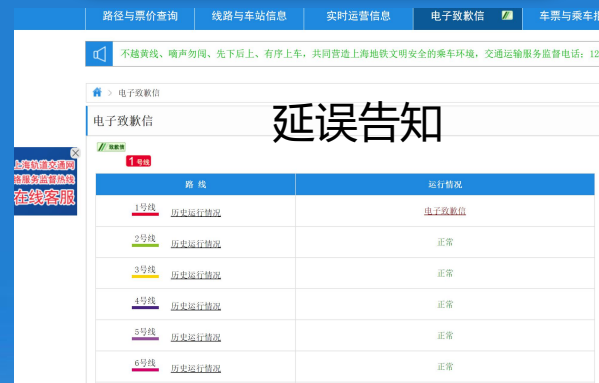 路径与票价查询 线路与车站信息 实时运营信息 电子致歉信 车票与乘车
不越黄线、嘀声勿闯、先下后上、有序上车，共同营造上海地铁文明安全的乘车环境，交通运输服务监督电话：12
> 电子致歉信
电子致歉信
延误告知
致歉信
1号线
上海轨道交通网
络服务监督热线
在线客服
路 线 运行情况
1号线 历史运行情况 电子致歉信
2号线 历史运行情况 正常
3号线 历史运行情况 正常
4号线 历史运行情况 正常
5号线 历史运行情况 正常
6号线 历史运行情况 正常